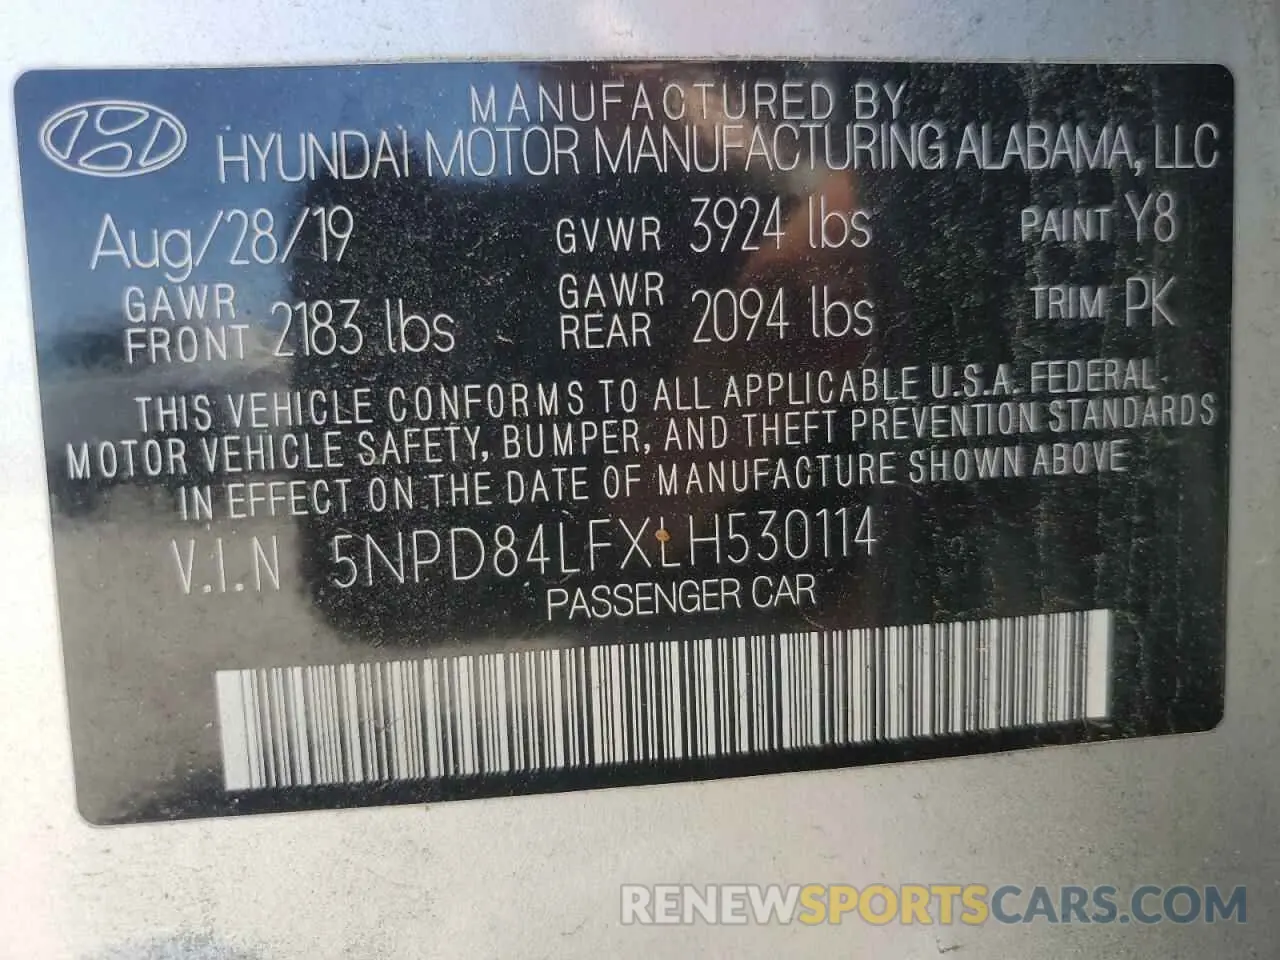 MANUFACTURED BY
HYUNDAI MOTOR MANUFACTURING ALABAMA, LLC
Aug/28/19 GVWR 3924 lbs PAINT Y8
GAWR FRONT 2183 lbs GAWR REAR 2094 lbs TRIM PK
THIS VEHICLE CONFORMS TO ALL APPLICABLE U.S.A. FEDERAL
MOTOR VEHICLE SAFETY, BUMPER, AND THEFT PREVENTION STANDARDS
IN EFFECT ON THE DATE OF MANUFACTURE SHOWN ABOVE
V.I.N 5NPD84LFXLH530114
PASSENGER CAR
RENEWSPORTSCARS.COM